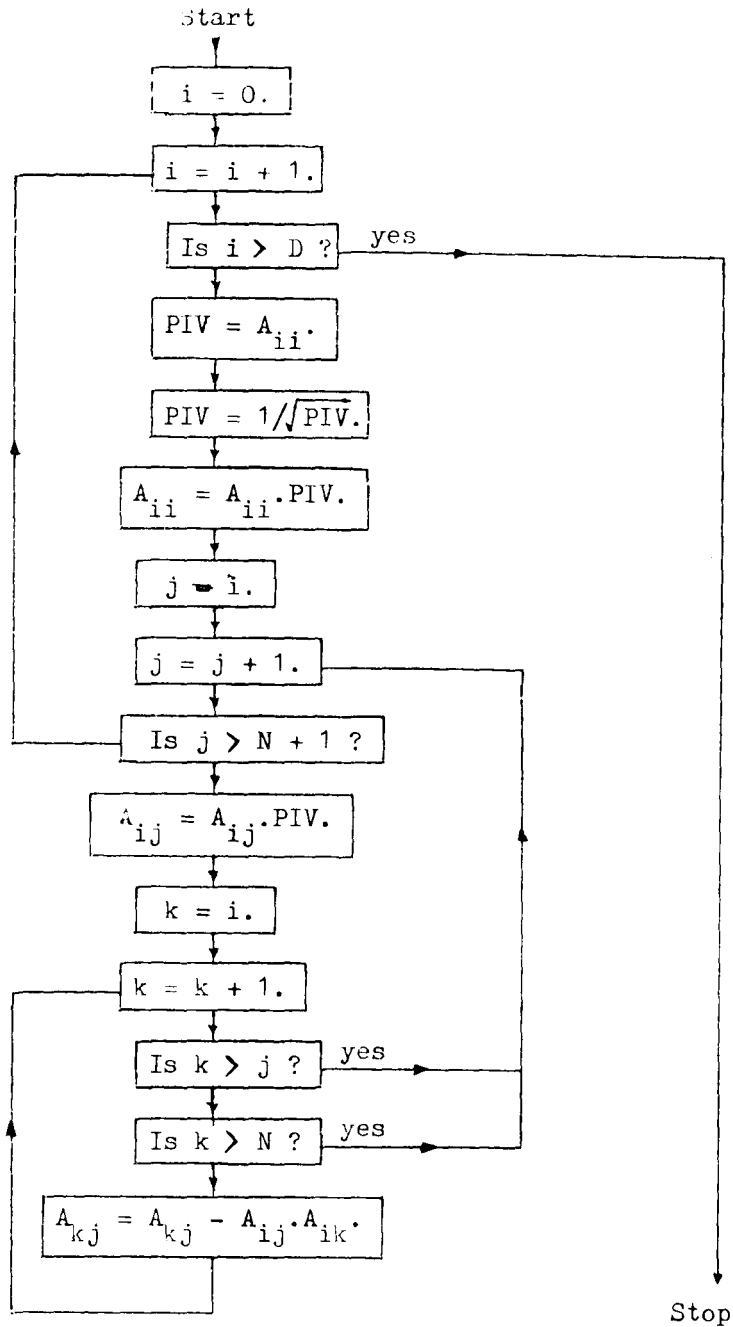 Start
i = 0.
i = i + 1.
Is i > D ?
yes
PIV = A_ii.
PIV = 1/√PIV.
A_ii = A_ii.PIV.
j = i.
j = j + 1.
Is j > N + 1 ?
A_ij = A_ij.PIV.
k = i.
k = k + 1.
Is k > j ?
yes
Is k > N ?
yes
A_kj = A_kj - A_ij.A_ik.
Stop